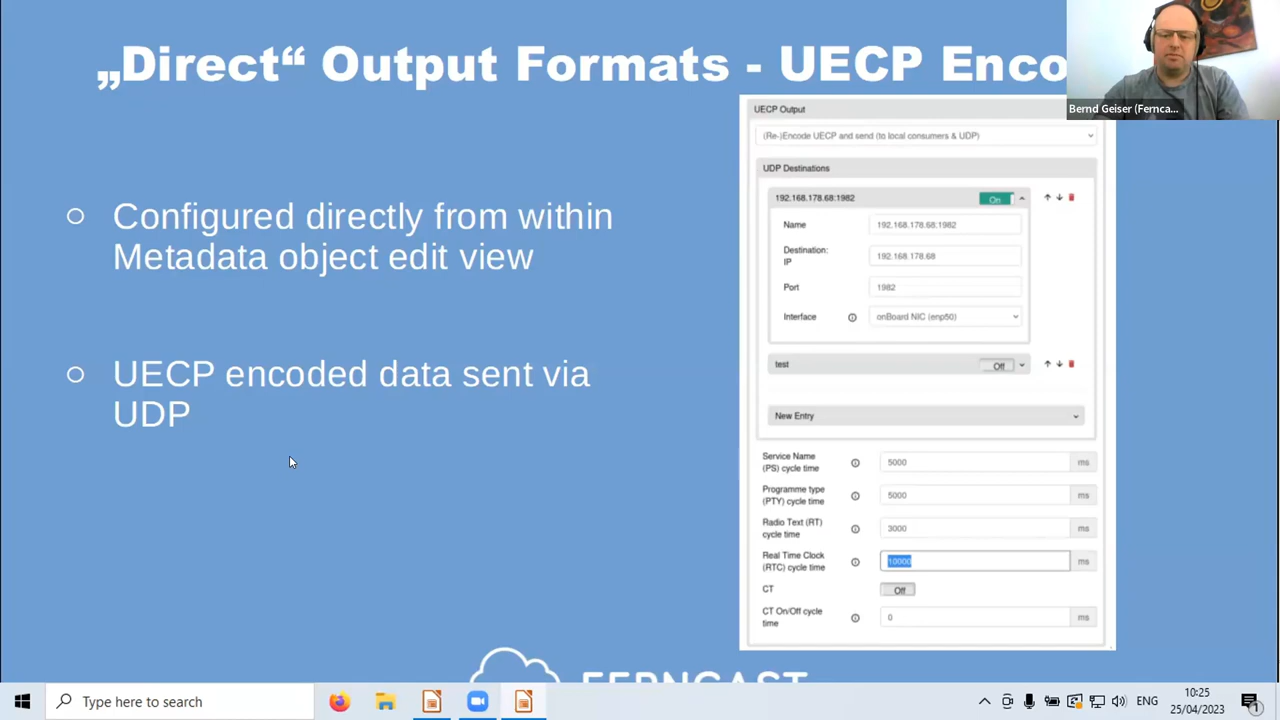 „Direct“ Output Formats - UECP Enco
Bernd Geiser (Fernca...
Configured directly from within
Metadata object edit view
UECP encoded data sent via
UDP
UECP Output
(Re-)Encode UECP and send (to local consumers & UDP)
UDP Destinations
192.168.178.68:1982
On
Name
192.168.178.68:1982
Destination:
IP
192.168.178.68
Port
1982
Interface
onBoard NIC (enp50)
test
Off
New Entry
Service Name
(PS) cycle time
5000
ms
Programme type
(PTY) cycle time
5000
ms
Radio Text (RT)
cycle time
3000
ms
Real Time Clock
(RTC) cycle time
10000
ms
CT
Off
CT On/Off cycle
time
0
ms
FERNCAST
Type here to search
ENG
10:25
25/04/2023
1